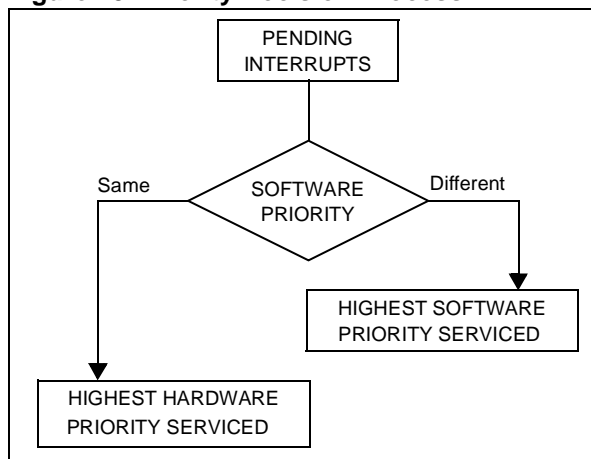 PENDING
INTERRUPTS
Same
SOFTWARE
PRIORITY
Different
HIGHEST SOFTWARE
PRIORITY SERVICED
HIGHEST HARDWARE
PRIORITY SERVICED